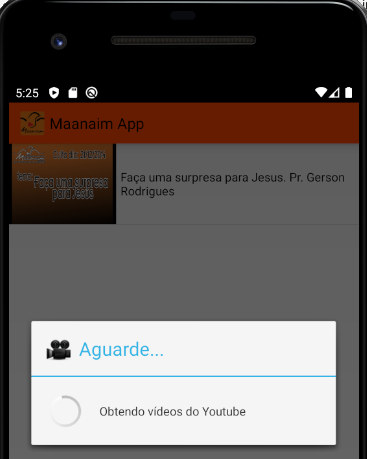 5:25
Maanaim App
Faça uma surpresa
para Jesus
Faça uma surpresa para Jesus. Pr. Gerson
Rodrigues
Aguarde...
Obtendo vídeos do Youtube